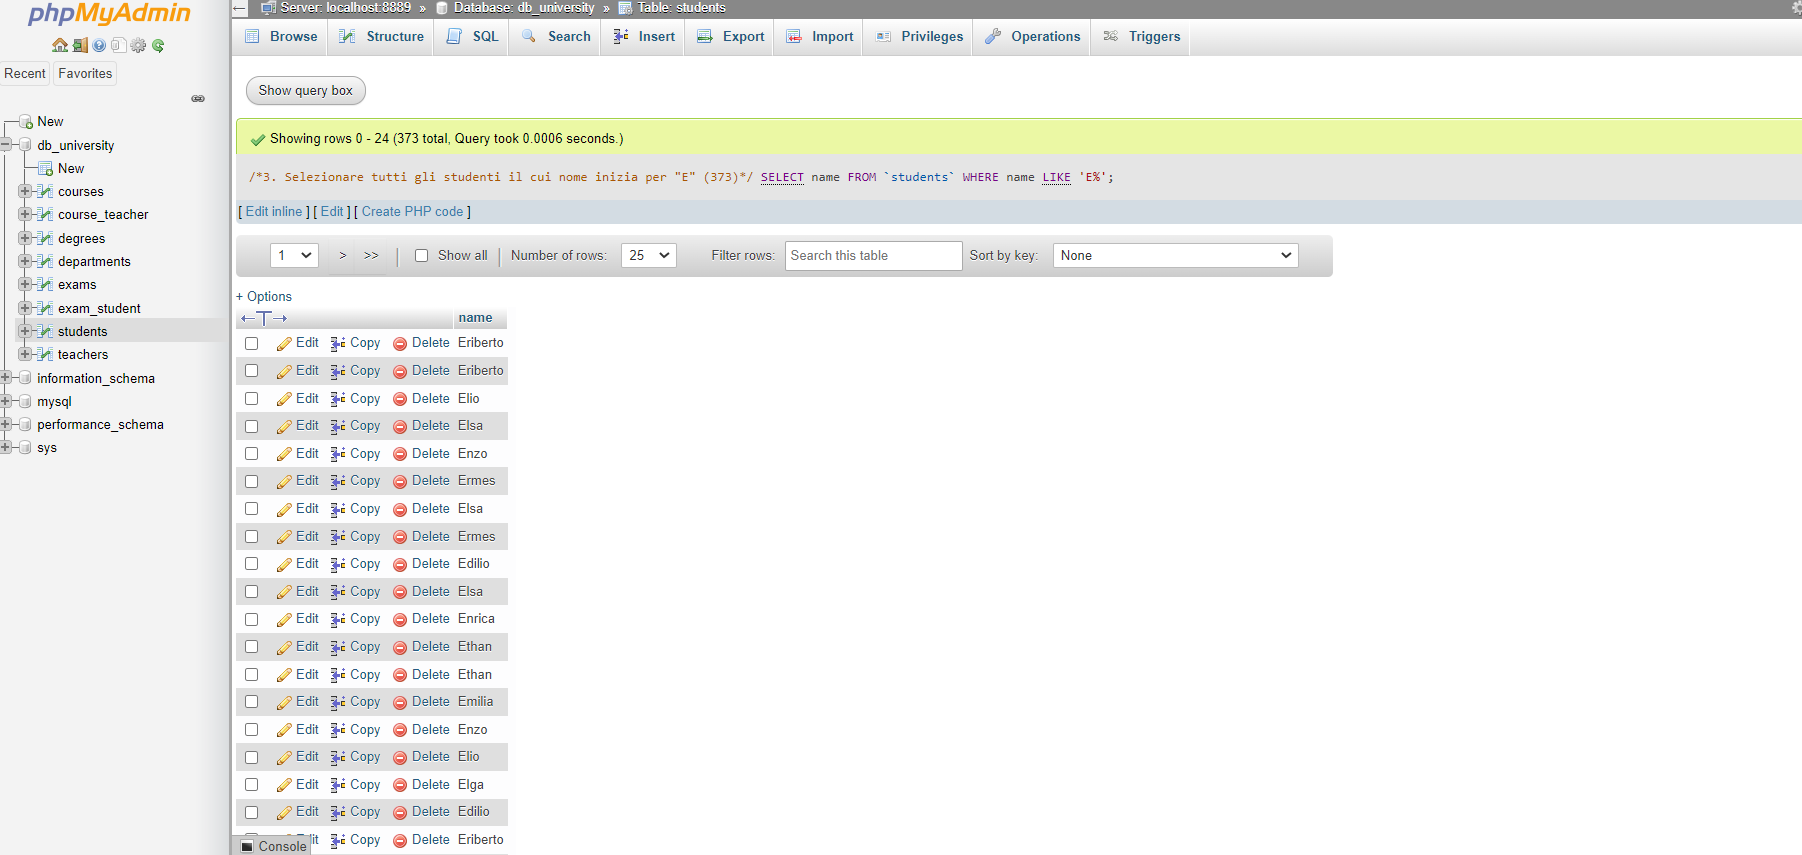 phpMyAdmin
Recent Favorites
New
db_university
New
courses
course_teacher
degrees
departments
exams
exam_student
students
teachers
information_schema
mysql
performance_schema
sys
Server: localhost:8889 » Database: db_university » Table: students
Browse Structure SQL Search Insert Export Import Privileges Operations Triggers
Show query box
Showing rows 0 - 24 (373 total, Query took 0.0006 seconds.)
/*3. Selezionare tutti gli studenti il cui nome inizia per "E" (373)*/ SELECT name FROM `students` WHERE name LIKE 'E%';
[ Edit inline ] [ Edit ] [ Create PHP code ]
1 > >> Show all Number of rows: 25 Filter rows: Search this table Sort by key: None
+ Options
←T→ name
Edit Copy Delete Eriberto
Edit Copy Delete Eriberto
Edit Copy Delete Elio
Edit Copy Delete Elsa
Edit Copy Delete Enzo
Edit Copy Delete Ermes
Edit Copy Delete Elsa
Edit Copy Delete Ermes
Edit Copy Delete Edilio
Edit Copy Delete Elsa
Edit Copy Delete Enrica
Edit Copy Delete Ethan
Edit Copy Delete Ethan
Edit Copy Delete Emilia
Edit Copy Delete Enzo
Edit Copy Delete Elio
Edit Copy Delete Elga
Edit Copy Delete Edilio
Copy Delete Eriberto
Console